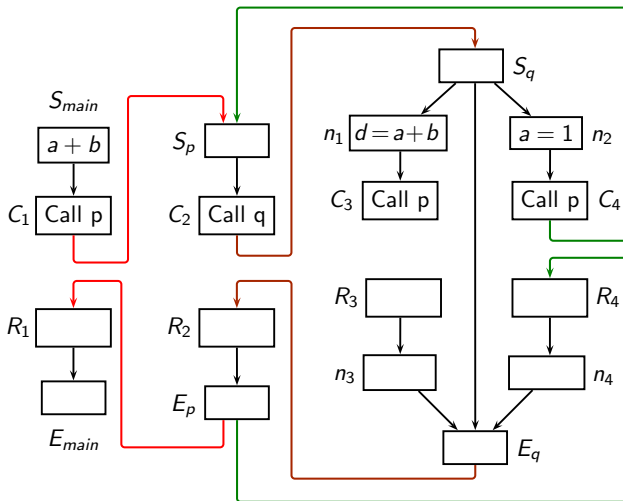 S_q
S_main
a + b
S_p
n_1 d = a + b
a = 1 n_2
C_1 Call p
C_2 Call q
C_3 Call p
Call p C_4
R_1
R_2
R_3
R_4
n_3
n_4
E_main
E_p
E_q